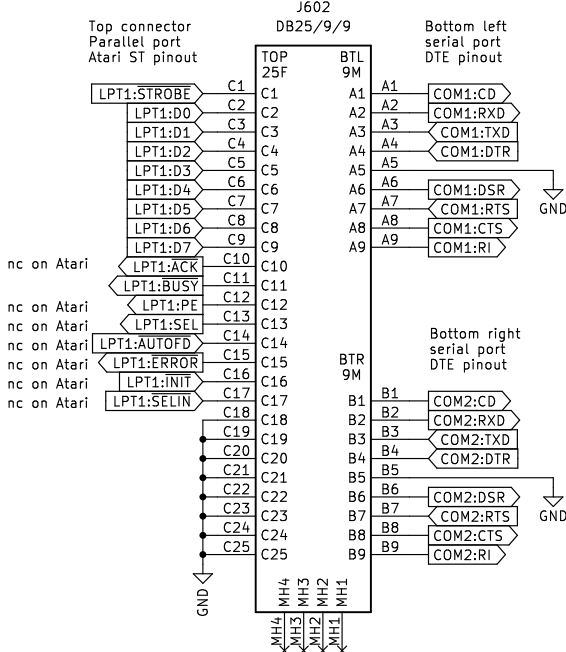 J602
DB25/9/9
Top connector
Parallel port
Atari ST pinout
Bottom left
serial port
DTE pinout
TOP
25F
BTL
9M
LPT1:STROBE C1 C1
LPT1:D0 C2 C2
LPT1:D1 C3 C3
LPT1:D2 C4 C4
LPT1:D3 C5 C5
LPT1:D4 C6 C6
LPT1:D5 C7 C7
LPT1:D6 C8 C8
LPT1:D7 C9 C9
nc on Atari LPT1:ACK C10 C10
LPT1:BUSY C11 C11
nc on Atari LPT1:PE C12 C12
nc on Atari LPT1:SEL C13 C13
nc on Atari LPT1:AUTOFD C14 C14
nc on Atari LPT1:ERROR C15 C15
nc on Atari LPT1:INIT C16 C16
nc on Atari LPT1:SELIN C17 C17
C18 C18
C19 C19
C20 C20
C21 C21
C22 C22
C23 C23
C24 C24
C25 C25
GND
A1 A1 COM1:CD
A2 A2 COM1:RXD
A3 A3 COM1:TXD
A4 A4 COM1:DTR
A5 A5
GND
A6 A6 COM1:DSR
A7 A7 COM1:RTS
A8 A8 COM1:CTS
A9 A9 COM1:RI
Bottom right
serial port
DTE pinout
BTR
9M
B1 B1 COM2:CD
B2 B2 COM2:RXD
B3 B3 COM2:TXD
B4 B4 COM2:DTR
B5 B5
GND
B6 B6 COM2:DSR
B7 B7 COM2:RTS
B8 B8 COM2:CTS
B9 B9 COM2:RI
MH4 MH3 MH2 MH1
MH4 MH3 MH2 MH1